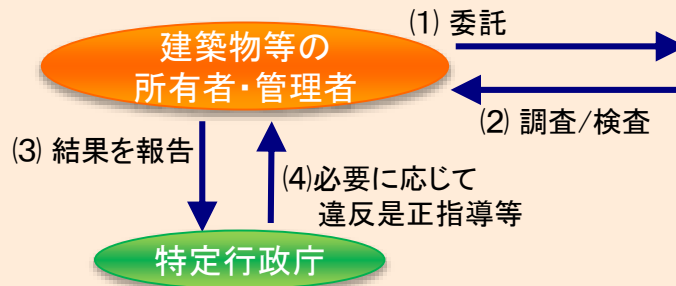 (1) 委託
建築物等の
所有者・管理者
(2) 調査/検査
(3) 結果を報告
(4)必要に応じて
違反是正指導等
特定行政庁